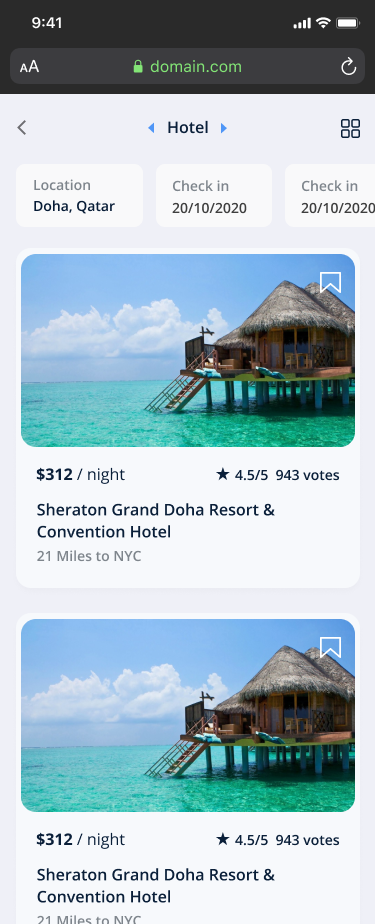 9:41
AA domain.com
Hotel
Location
Doha, Qatar
Check in
20/10/2020
Check in
20/10/2020
$312 / night ★ 4.5/5 943 votes
Sheraton Grand Doha Resort &
Convention Hotel
21 Miles to NYC
$312 / night ★ 4.5/5 943 votes
Sheraton Grand Doha Resort &
Convention Hotel
21 Miles to NYC